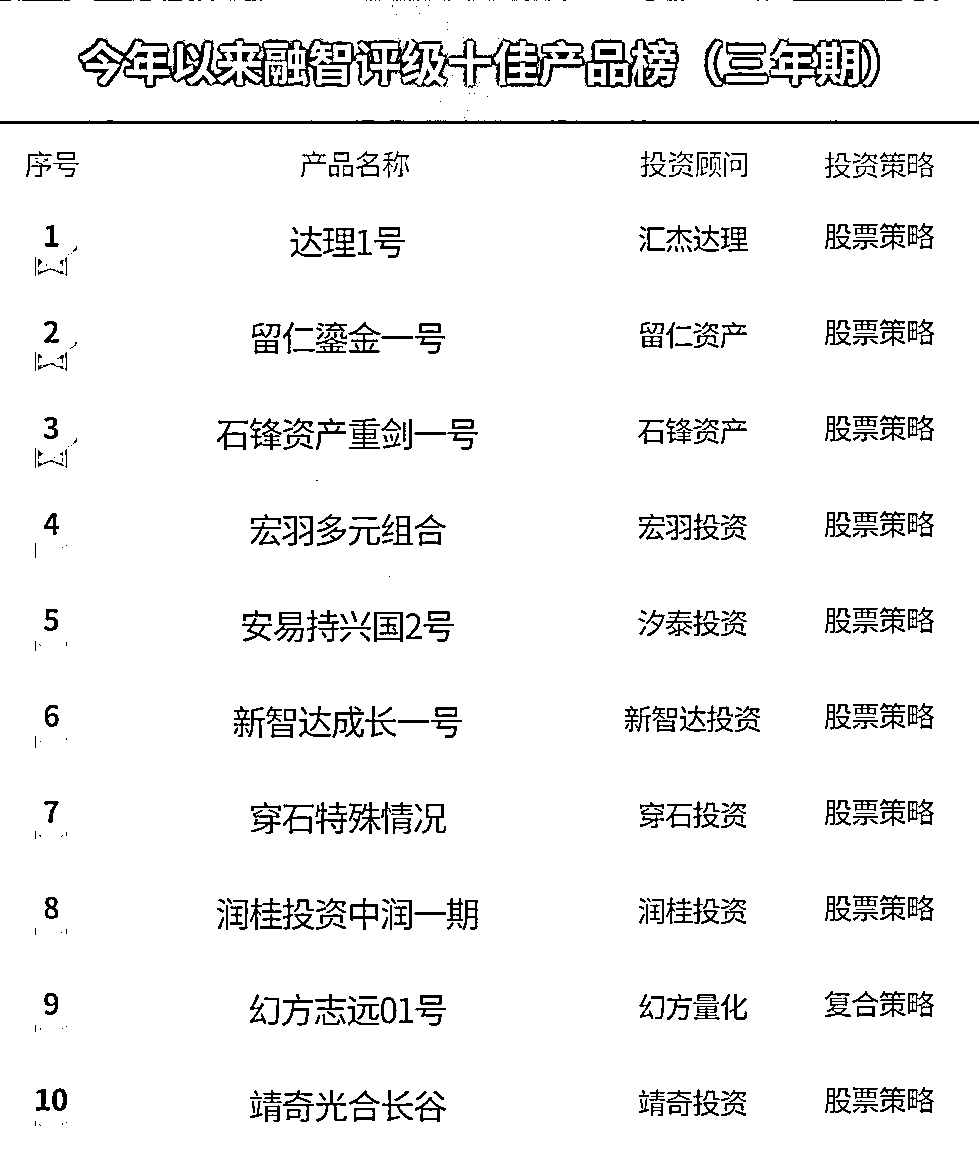 今年以来融智评级十佳产品榜（三年期）
序号 产品名称 投资顾问 投资策略
1 达理1号 汇杰达理 股票策略
2 留仁鎏金一号 留仁资产 股票策略
3 石锋资产重剑一号 石锋资产 股票策略
4 宏羽多元组合 宏羽投资 股票策略
5 安易持兴国2号 汐泰投资 股票策略
6 新智达成长一号 新智达投资 股票策略
7 穿石特殊情况 穿石投资 股票策略
8 润桂投资中润一期 润桂投资 股票策略
9 幻方志远01号 幻方量化 复合策略
10 靖奇光合长谷 靖奇投资 股票策略